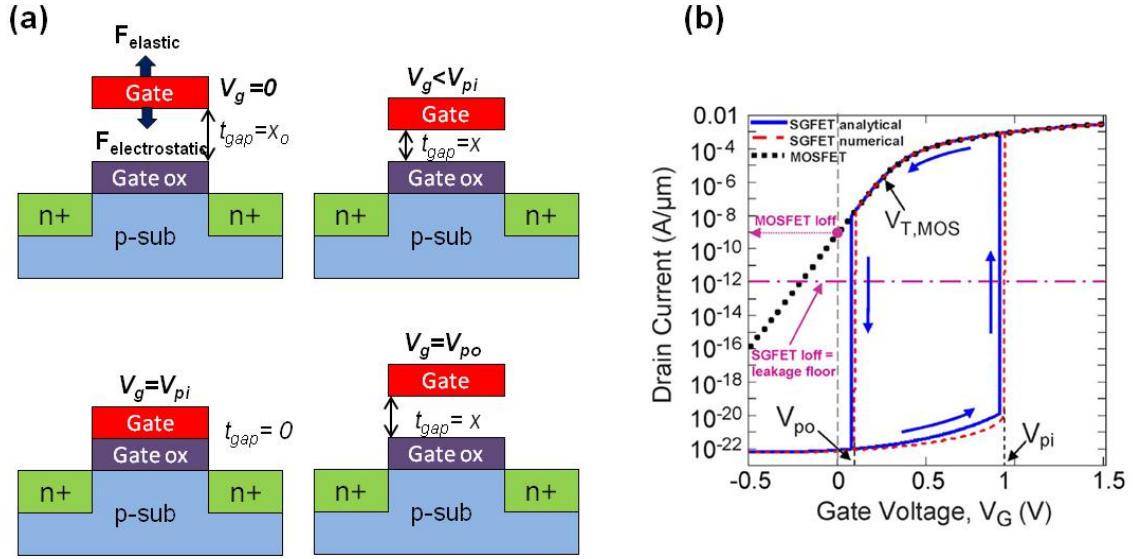 (a)
F_elastic
Gate
V_g=0
t_gap=x_o
F_electrostatic
Gate ox
n+
n+
p-sub
V_g<V_pi
Gate
t_gap=x
Gate ox
n+
n+
p-sub
V_g=V_pi
Gate
t_gap= 0
Gate ox
n+
n+
p-sub
V_g=V_po
Gate
t_gap= x
Gate ox
n+
n+
p-sub
(b)
Drain Current (A/μm)
0.01
10^-4
10^-6
10^-8
10^-10
10^-12
10^-14
10^-16
10^-18
10^-20
10^-22
SGFET analytical
SGFET numerical
MOSFET
V_T,MOS
MOSFET Ioff
SGFET Ioff =
leakage floor
V_po
V_pi
-0.5
0
0.5
1
1.5
Gate Voltage, V_G (V)